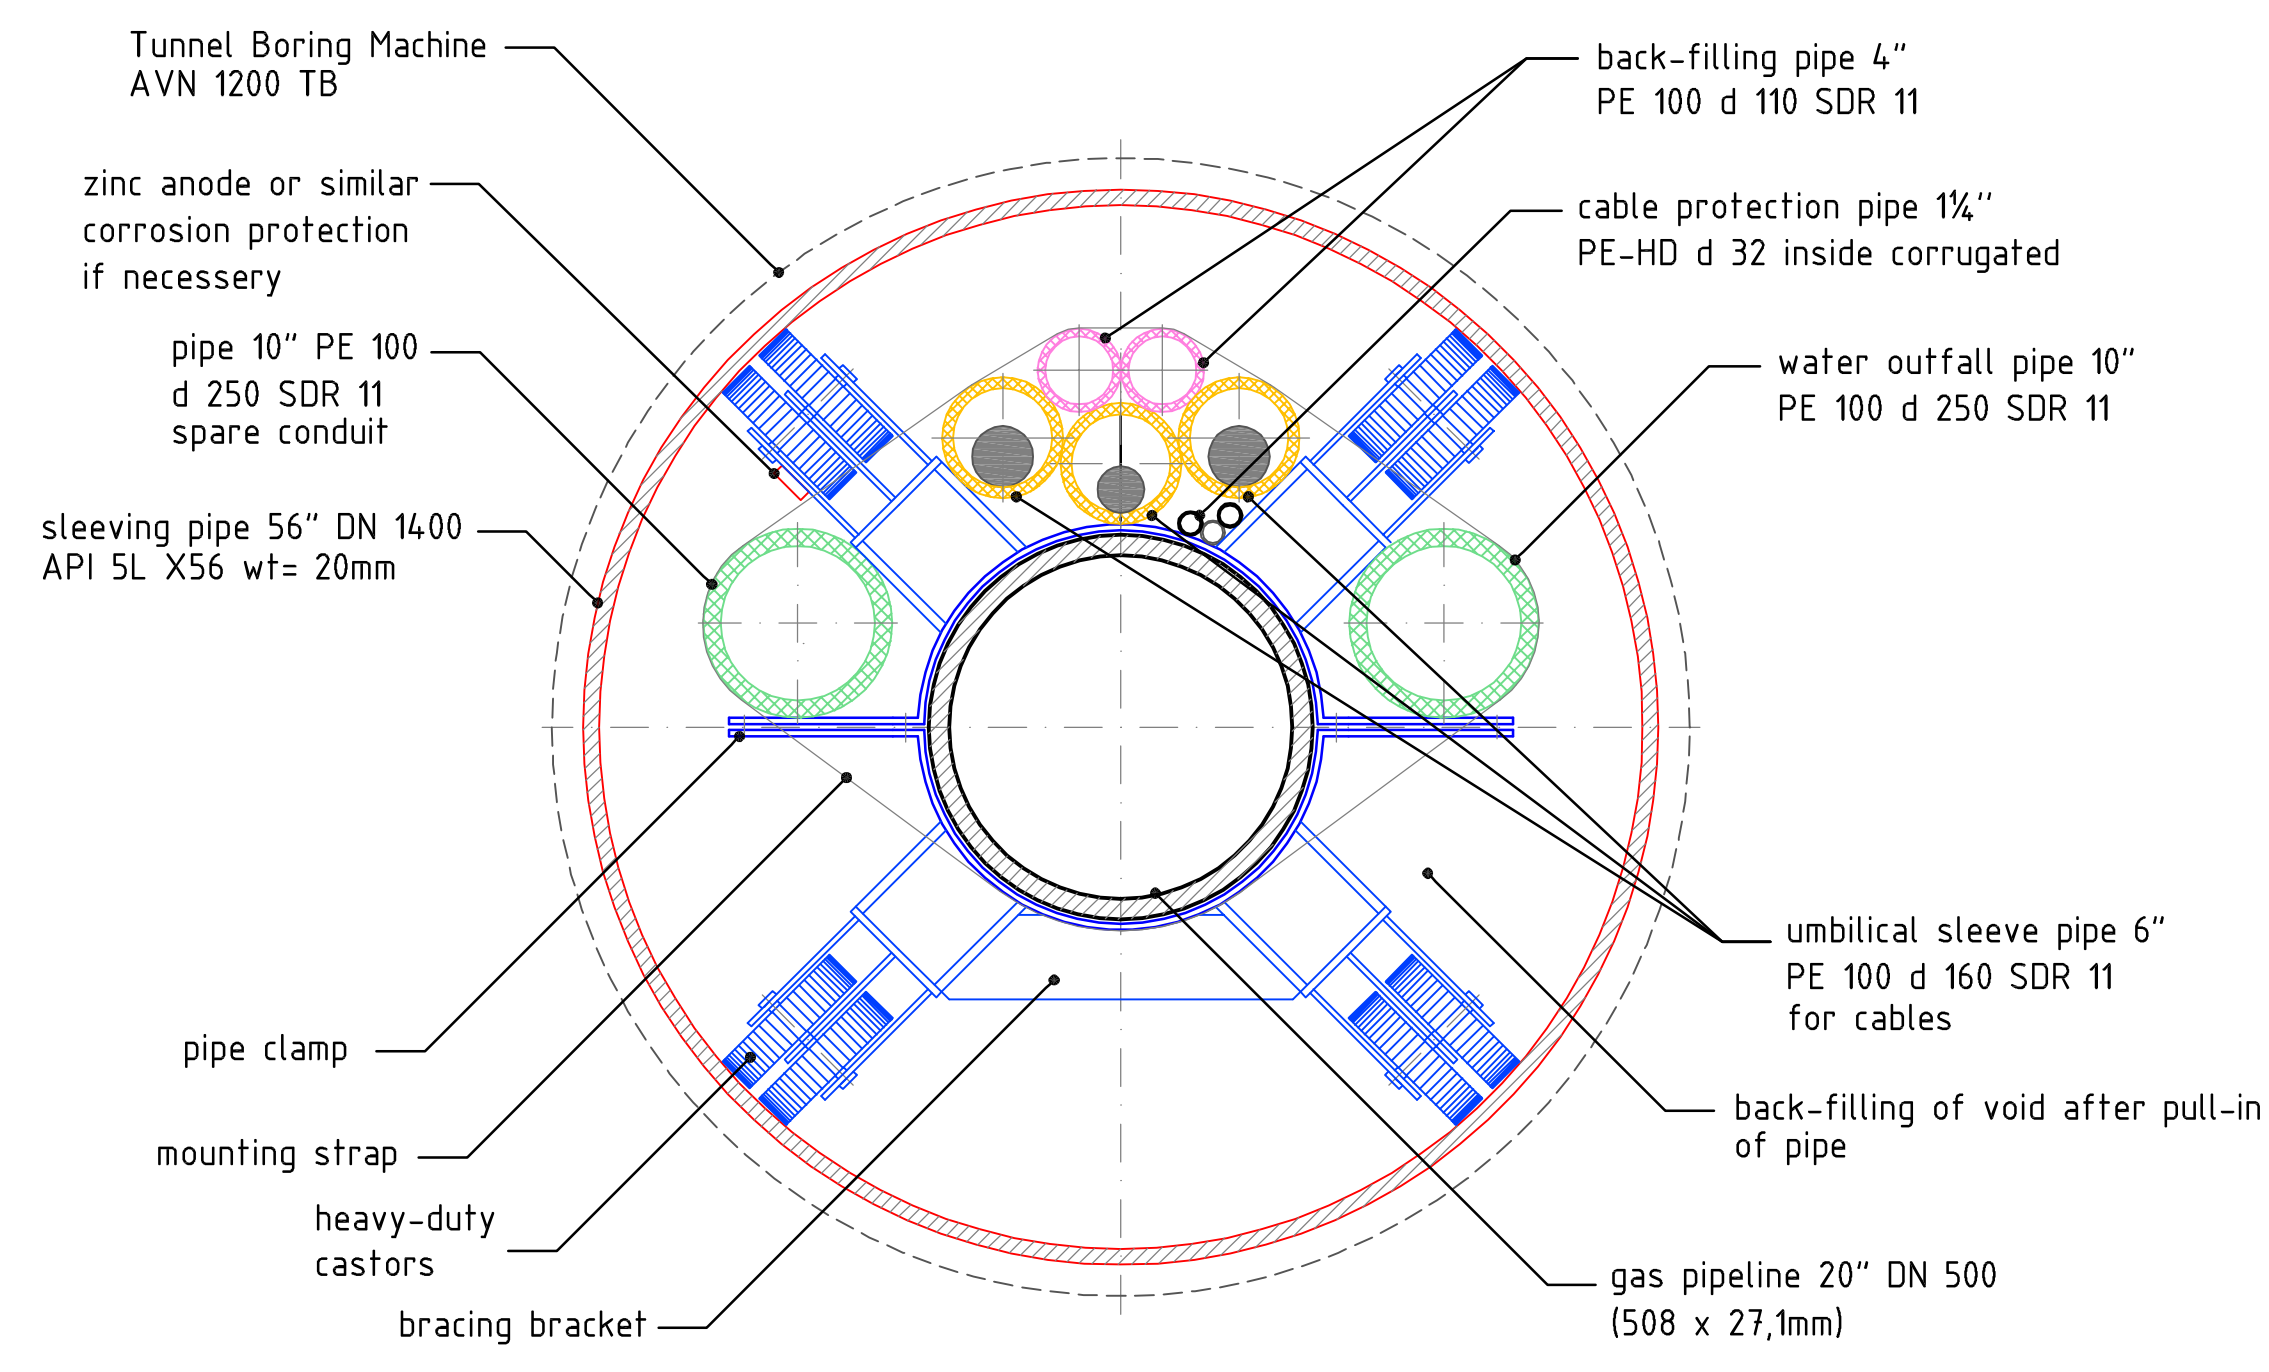 Tunnel Boring Machine
AVN 1200 TB
zinc anode or similar
corrosion protection
if necessery
pipe 10" PE 100
d 250 SDR 11
spare conduit
sleeving pipe 56" DN 1400
API 5L X56 wt= 20mm
pipe clamp
mounting strap
heavy-duty
castors
bracing bracket
back-filling pipe 4"
PE 100 d 110 SDR 11
cable protection pipe 1¼"
PE-HD d 32 inside corrugated
water outfall pipe 10"
PE 100 d 250 SDR 11
umbilical sleeve pipe 6"
PE 100 d 160 SDR 11
for cables
back-filling of void after pull-in
of pipe
gas pipeline 20" DN 500
(508 x 27,1mm)